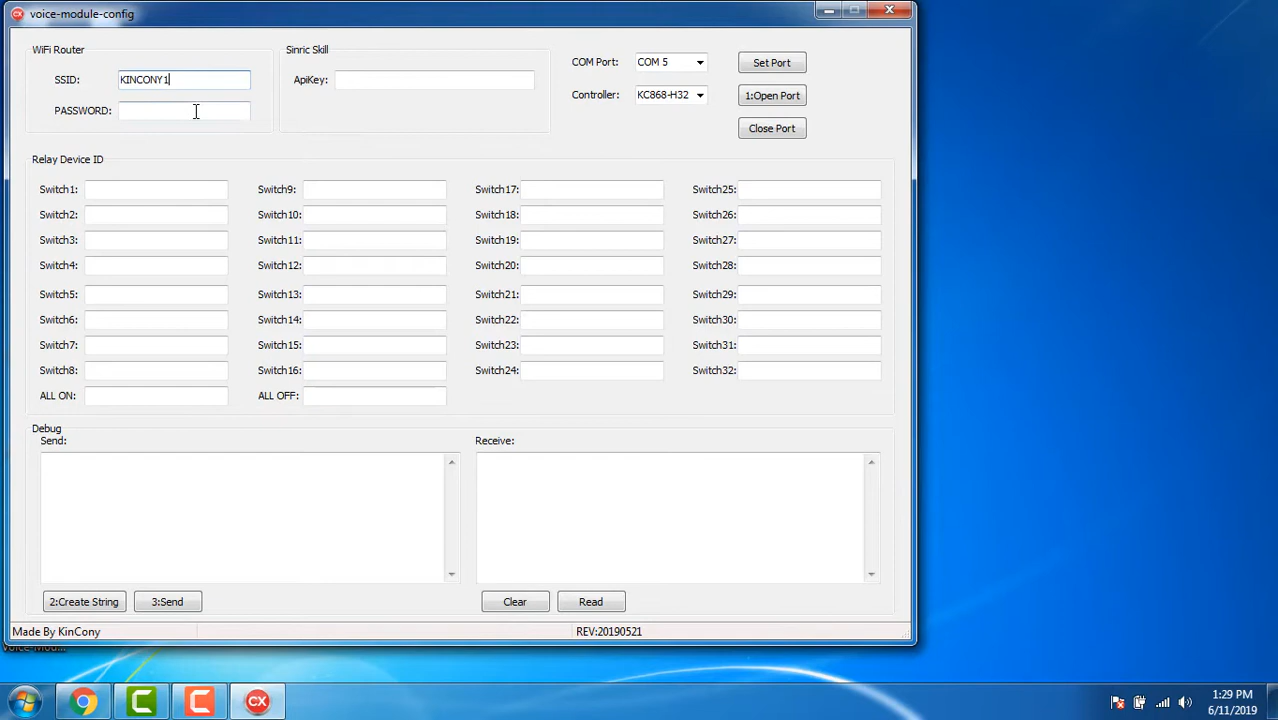 voice-module-config
WiFi Router
SSID: KINCONY1
PASSWORD:
Sinric Skill
ApiKey:
COM Port: COM 5 Set Port
Controller: KC868-H32 1:Open Port
Close Port
Relay Device ID
Switch1: Switch9: Switch17: Switch25:
Switch2: Switch10: Switch18: Switch26:
Switch3: Switch11: Switch19: Switch27:
Switch4: Switch12: Switch20: Switch28:
Switch5: Switch13: Switch21: Switch29:
Switch6: Switch14: Switch22: Switch30:
Switch7: Switch15: Switch23: Switch31:
Switch8: Switch16: Switch24: Switch32:
ALL ON: ALL OFF:
Debug
Send: Receive:
2:Create String 3:Send Clear Read
Made By KinCony REV:20190521
Voice-Mod...
CX
1:29 PM
6/11/2019